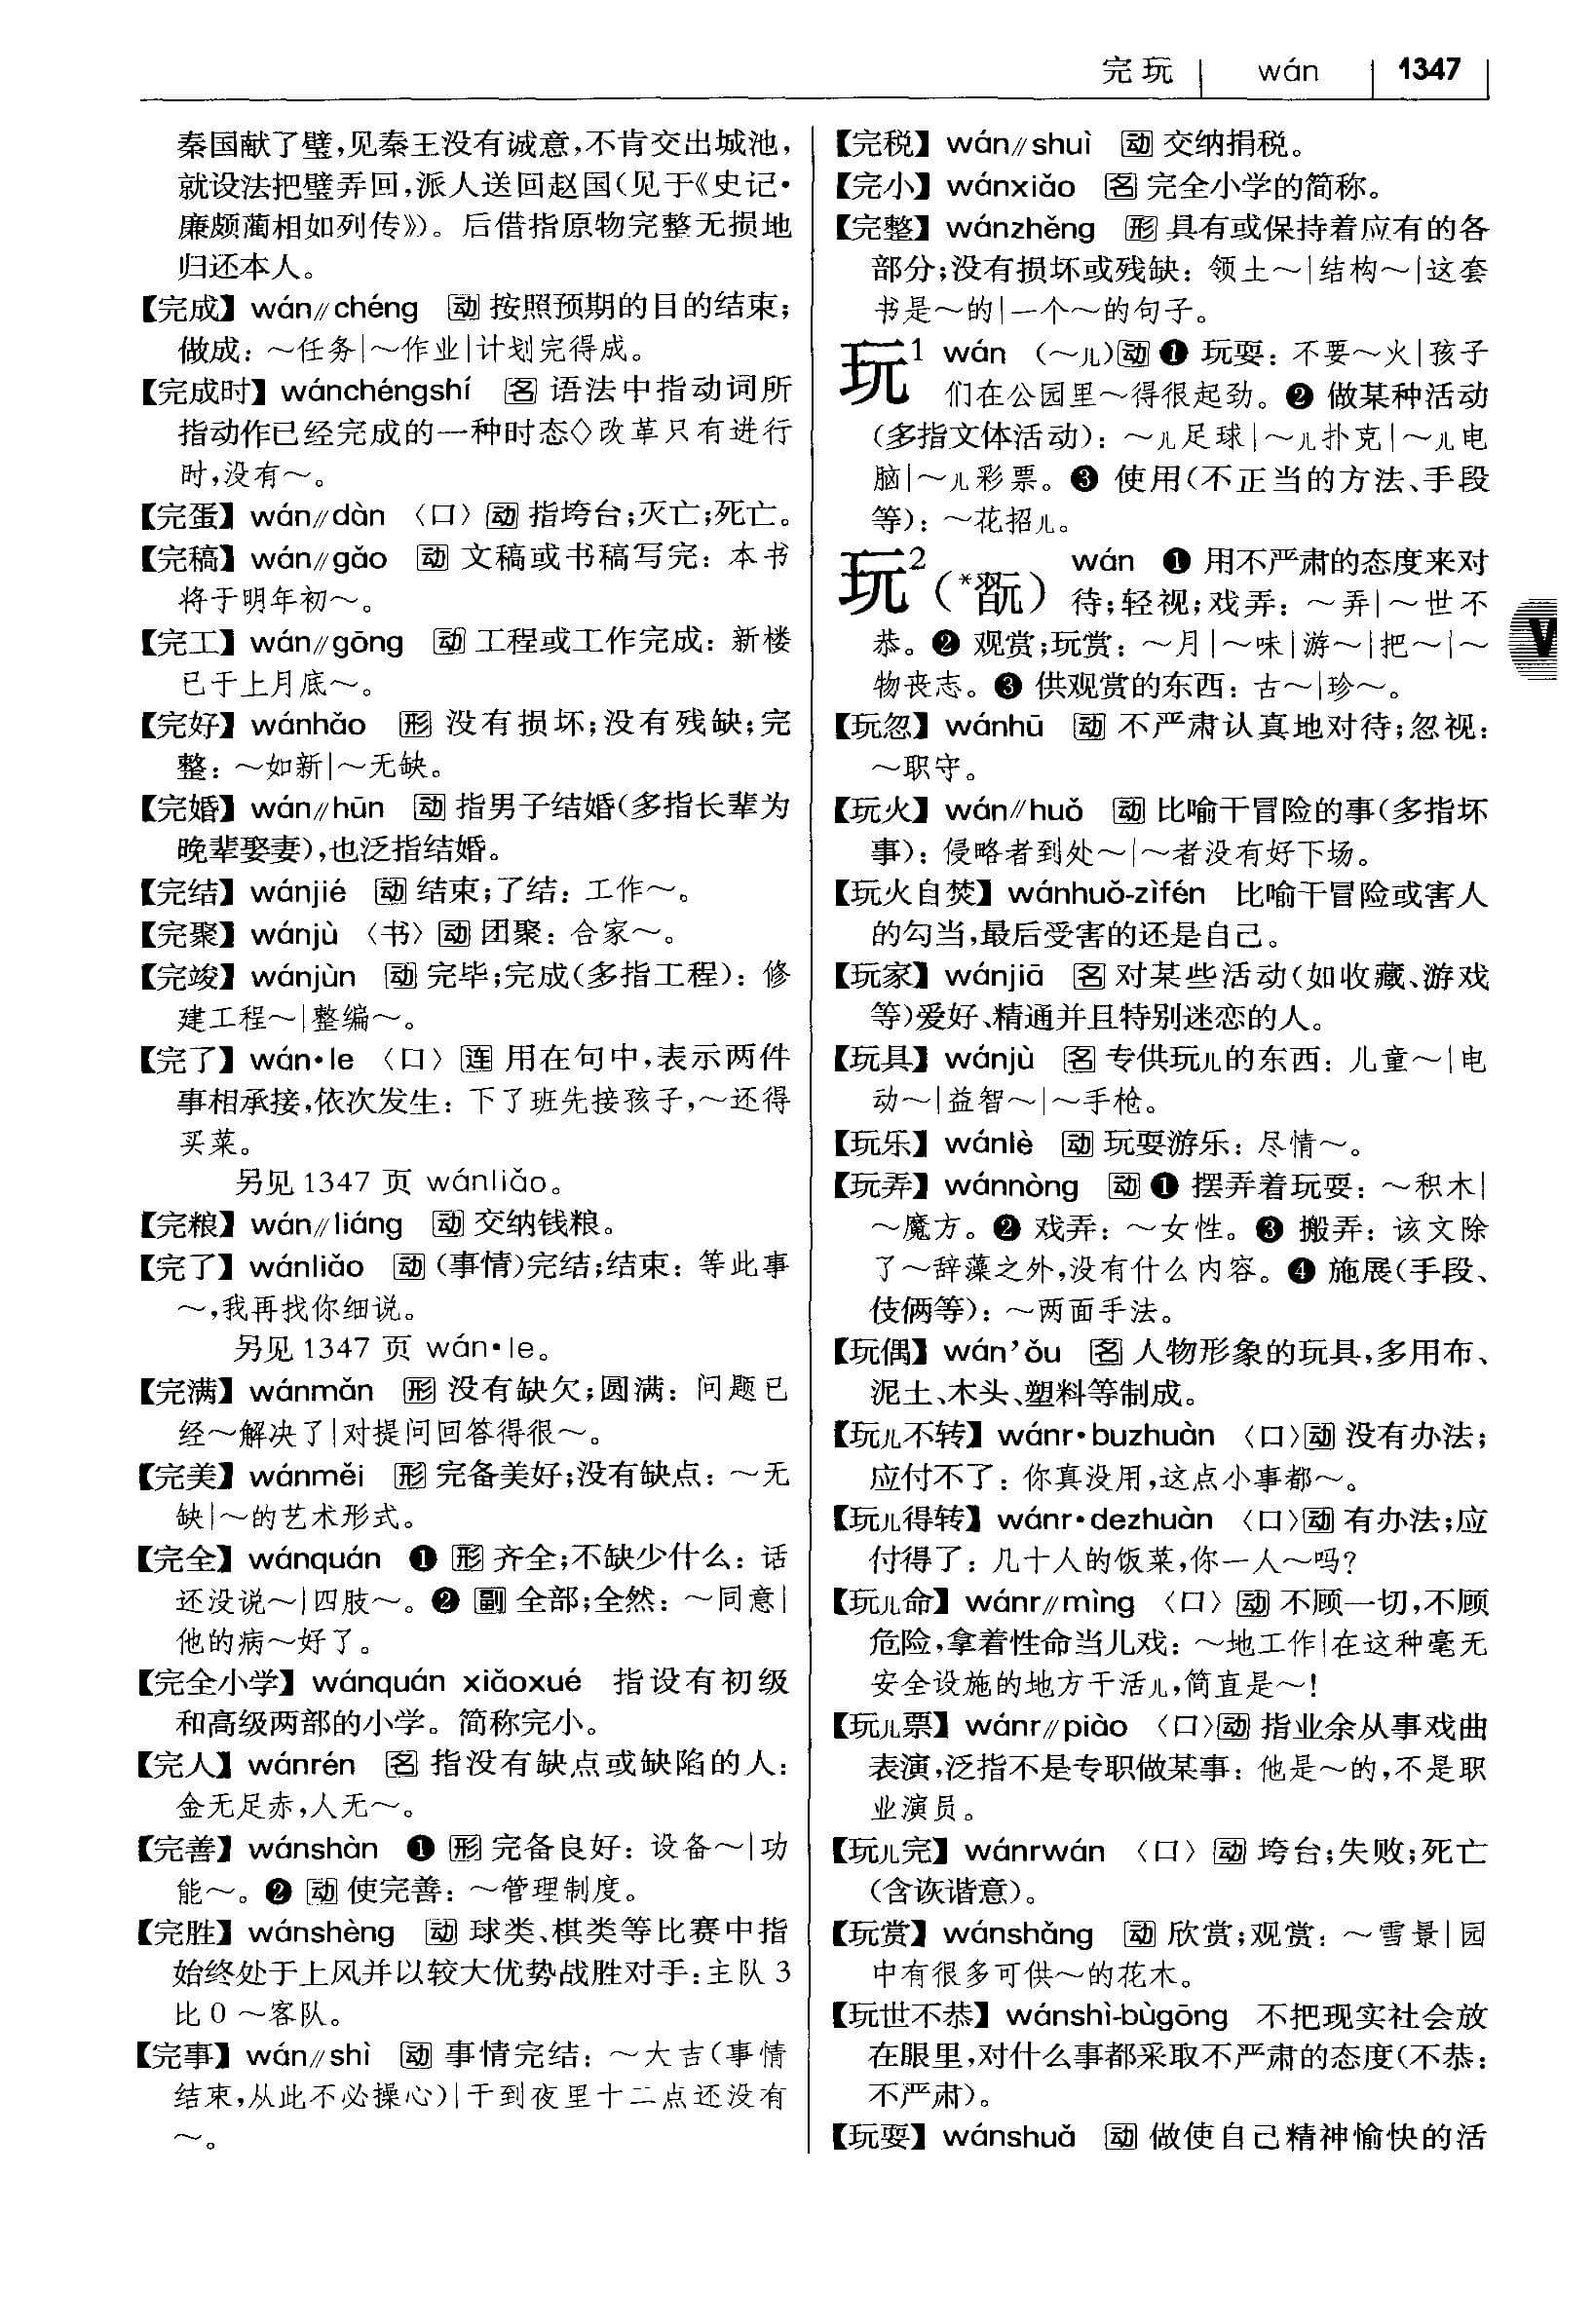 完玩 | wán | 1347
秦国献了璧,见秦王没有诚意,不肯交出城池,
就设法把璧弄回,派人送回赵国(见于《史记·
廉颇蔺相如列传》)。后借指原物完整无损地
归还本人。
【完成】wán//chéng 动 按照预期的目的结束;
做成:~任务|~作业|计划完得成。
【完成时】wánchéngshí 名 语法中指动词所
指动作已经完成的一种时态◇改革只有进行
时,没有~。
【完蛋】wán//dàn 〈口〉动 指垮台;灭亡;死亡。
【完稿】wán//gǎo 动 文稿或书稿写完:本书
将于明年初~。
【完工】wán//gōng 动 工程或工作完成:新楼
已于上月底~。
【完好】wánhǎo 形 没有损坏;没有残缺;完
整:~如新|~无缺。
【完婚】wán//hūn 动 指男子结婚(多指长辈为
晚辈娶妻),也泛指结婚。
【完结】wánjié 动 结束;了结:工作~。
【完聚】wánjù 〈书〉动 团聚:合家~。
【完竣】wánjùn 动 完毕;完成(多指工程):修
建工程~|整编~。
【完了】wán·le 〈口〉连 用在句中,表示两件
事相承接,依次发生:下了班先接孩子,~还得
买菜。
另见1347页 wánliǎo。
【完粮】wán//liáng 动 交纳钱粮。
【完了】wánliǎo 动 (事情)完结;结束:等此事
~,我再找你细说。
另见1347页 wán·le。
【完满】wánmǎn 形 没有缺欠;圆满:问题已
经~解决了|对提问回答得很~。
【完美】wánměi 形 完备美好;没有缺点:~无
缺|~的艺术形式。
【完全】wánquán ❶ 形 齐全;不缺少什么:话
还没说~|四肢~。❷ 副 全部;全然:~同意|
他的病~好了。
【完全小学】wánquán xiǎoxué 指设有初级
和高级两部的小学。简称完小。
【完人】wánrén 名 指没有缺点或缺陷的人:
金无足赤,人无~。
【完善】wánshàn ❶ 形 完备良好:设备~|功
能~。❷ 动 使完善:~管理制度。
【完胜】wánshèng 动 球类、棋类等比赛中指
始终处于上风并以较大优势战胜对手:主队3
比0~客队。
【完事】wán//shì 动 事情完结:~大吉(事情
结束,从此不必操心)|干到夜里十二点还没有
~。
【完税】wán//shuì 动 交纳捐税。
【完小】wánxiǎo 名 完全小学的简称。
【完整】wánzhěng 形 具有或保持着应有的各
部分;没有损坏或残缺:领土~|结构~|这套
书是~的|一个~的句子。
玩1 wán (~儿)动 ❶ 玩耍:不要~火|孩子
们在公园里~得很起劲。❷ 做某种活动
(多指文体活动):~儿足球|~儿扑克|~儿电
脑|~儿彩票。❸ 使用(不正当的方法、手段
等):~花招儿。
玩2(*翫) wán ❶ 用不严肃的态度来对
待;轻视;戏弄:~弄|~世不
恭。❷ 观赏;玩赏:~月|~味|游~|把~|~
物丧志。❸ 供观赏的东西:古~|珍~。
V
【玩忽】wánhū 动 不严肃认真地对待;忽视:
~职守。
【玩火】wán//huǒ 动 比喻干冒险的事(多指坏
事):侵略者到处~|~者没有好下场。
【玩火自焚】wánhuǒ-zìfén 比喻干冒险或害人
的勾当,最后受害的还是自己。
【玩家】wánjiā 名 对某些活动(如收藏、游戏
等)爱好、精通并且特别迷恋的人。
【玩具】wánjù 名 专供玩儿的东西:儿童~|电
动~|益智~|~手枪。
【玩乐】wánlè 动 玩耍游乐:尽情~。
【玩弄】wánnòng 动 ❶ 摆弄着玩耍:~积木|
~魔方。❷ 戏弄:~女性。❸ 搬弄:该文除
了~辞藻之外,没有什么内容。❹ 施展(手段、
伎俩等):~两面手法。
【玩偶】wán’ǒu 名 人物形象的玩具,多用布、
泥土、木头、塑料等制成。
【玩儿不转】wánr·buzhuàn 〈口〉动 没有办法;
应付不了:你真没用,这点小事都~。
【玩儿得转】wánr·dezhuàn 〈口〉动 有办法;应
付得了:几十人的饭菜,你一人~吗?
【玩儿命】wánr//mìng 〈口〉动 不顾一切,不顾
危险,拿着性命当儿戏:~地工作|在这种毫无
安全设施的地方干活儿,简直是~!
【玩儿票】wánr//piào 〈口〉动 指业余从事戏曲
表演,泛指不是专职做某事:他是~的,不是职
业演员。
【玩儿完】wánrwán 〈口〉动 垮台;失败;死亡
(含诙谐意)。
【玩赏】wánshǎng 动 欣赏;观赏:~雪景|园
中有很多可供~的花木。
【玩世不恭】wánshì-bùgōng 不把现实社会放
在眼里,对什么事都采取不严肃的态度(不恭:
不严肃)。
【玩耍】wánshuǎ 动 做使自己精神愉快的活